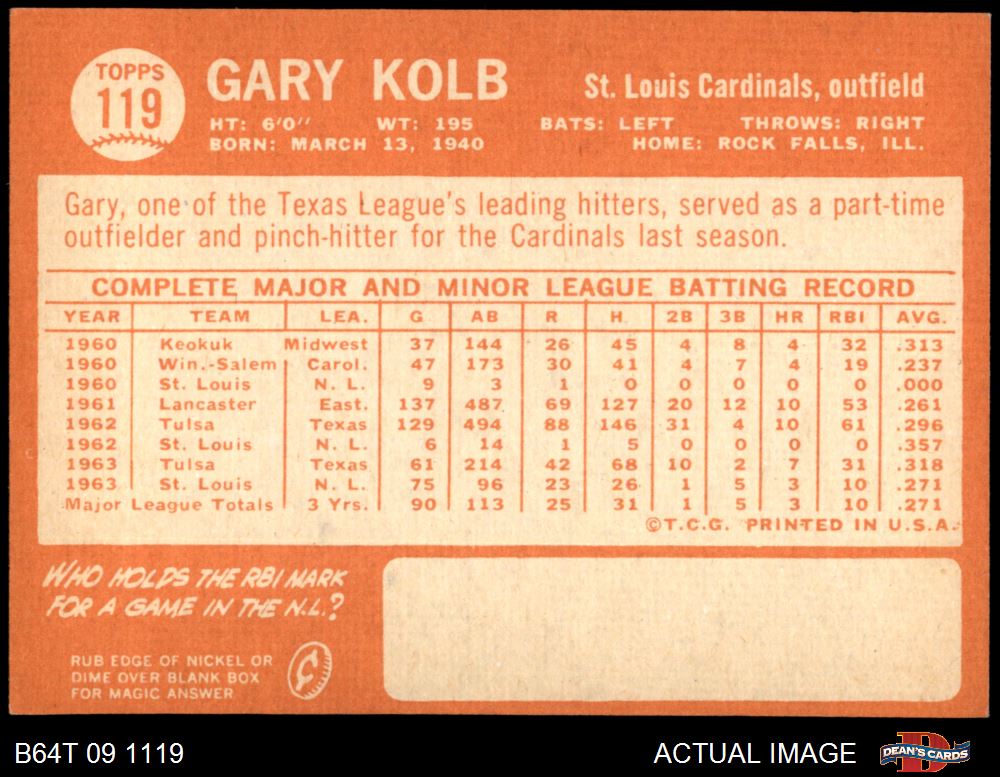 TOPPS
119
GARY KOLB
St. Louis Cardinals, outfield
HT: 6'0" WT: 195 BATS: LEFT THROWS: RIGHT
BORN: MARCH 13, 1940 HOME: ROCK FALLS, ILL.
Gary, one of the Texas League's leading hitters, served as a part-time
outfielder and pinch-hitter for the Cardinals last season.
COMPLETE MAJOR AND MINOR LEAGUE BATTING RECORD
YEAR TEAM LEA. G AB R H 2B 3B HR RBI AVG.
1960 Keokuk Midwest 37 144 26 45 4 8 4 32 .313
1960 Win.-Salem Carol. 47 173 30 41 4 7 4 19 .237
1960 St. Louis N. L. 9 3 1 0 0 0 0 0 .000
1961 Lancaster East. 137 487 69 127 20 12 10 53 .261
1962 Tulsa Texas 129 494 88 146 31 4 10 61 .296
1962 St. Louis N. L. 6 14 1 5 0 0 0 0 .357
1963 Tulsa Texas 61 214 42 68 10 2 7 31 .318
1963 St. Louis N. L. 75 96 23 26 1 5 3 10 .271
Major League Totals 3 Yrs. 90 113 25 31 1 5 3 10 .271
©T.C.G. PRINTED IN U.S.A.
WHO HOLDS THE RBI MARK
FOR A GAME IN THE N.L.?
RUB EDGE OF NICKEL OR
DIME OVER BLANK BOX
FOR MAGIC ANSWER
B64T 09 1119
ACTUAL IMAGE
DEAN'S CARDS